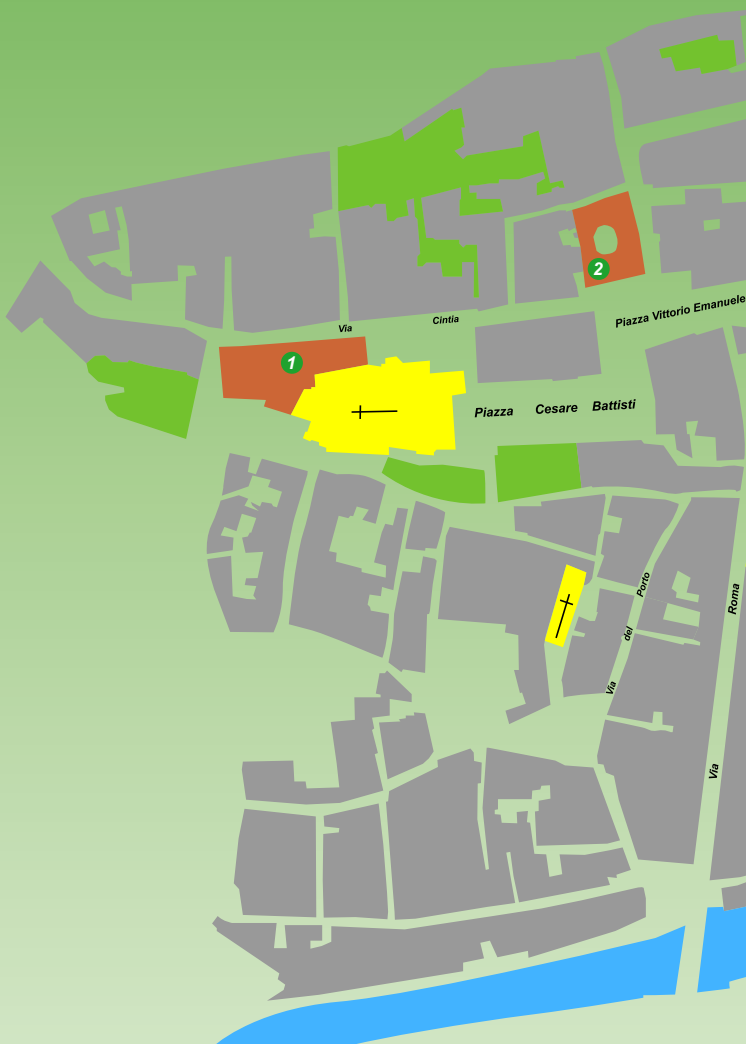 2
Piazza Vittorio Emanuele
Via Cintia
1
Piazza Cesare Battisti
Via del Porto
Via Roma